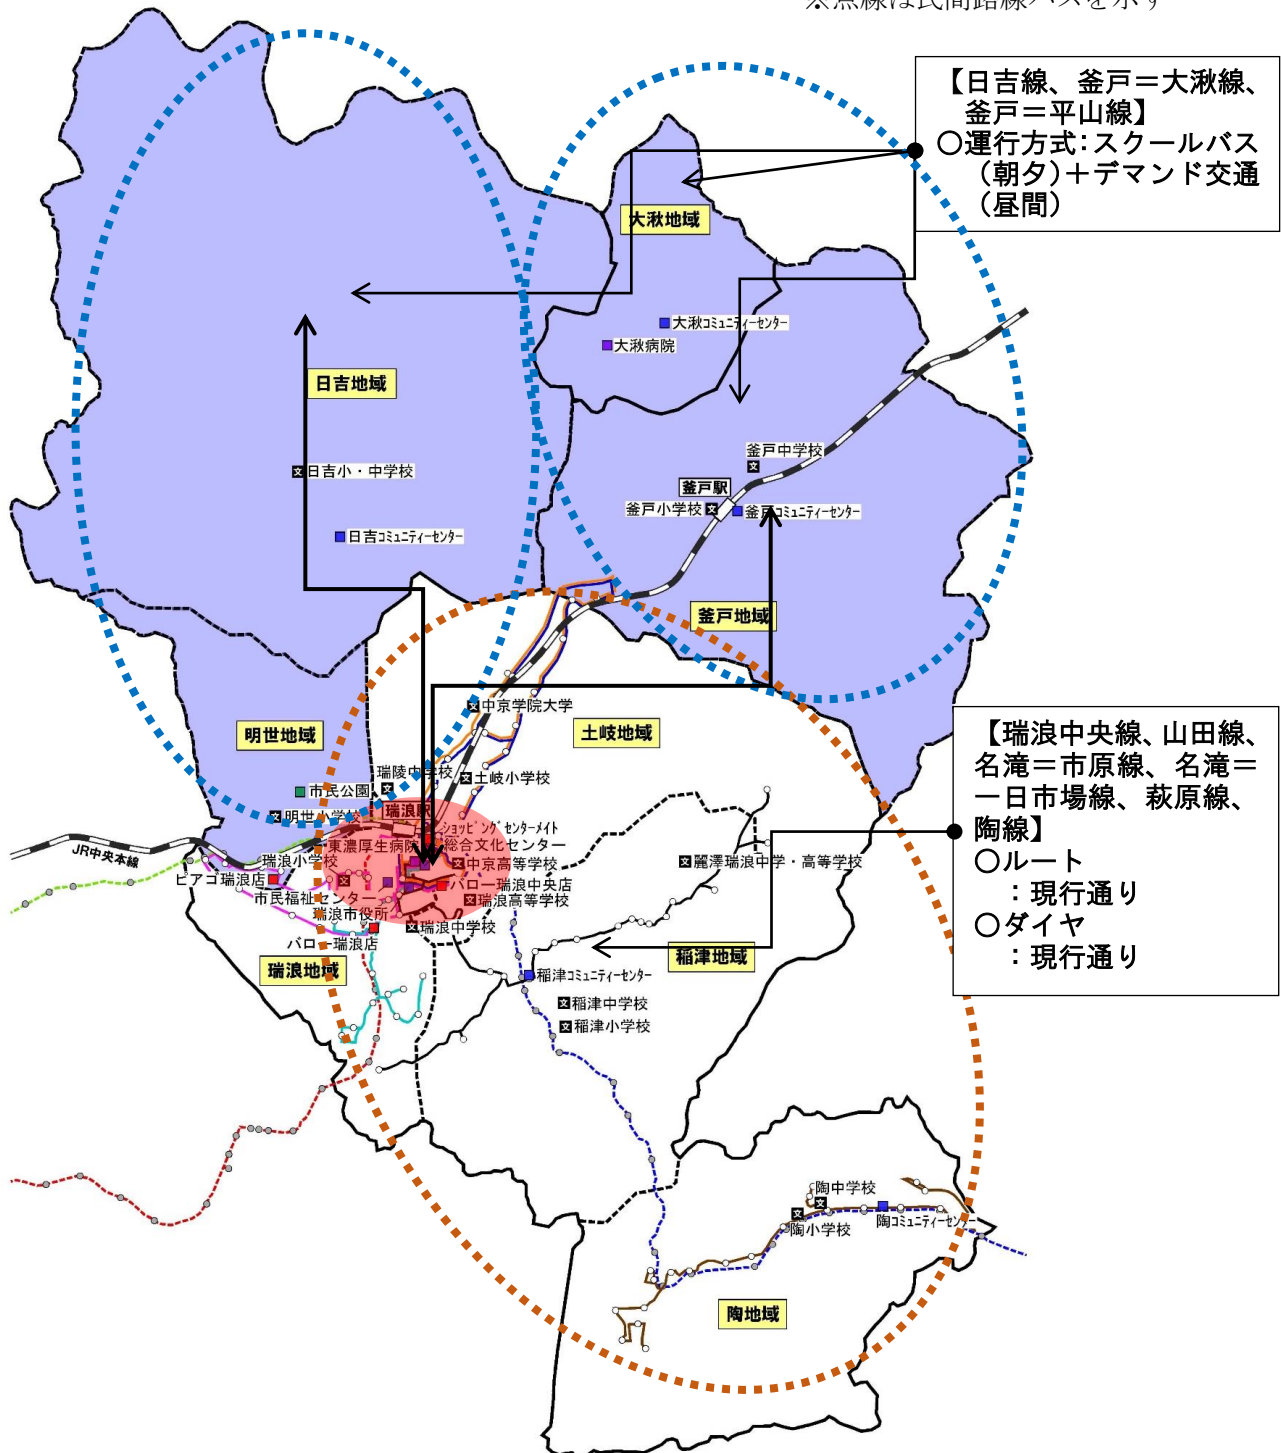 ※点線は民間路線バスを示す
【日吉線、釜戸＝大湫線、
釜戸＝平山線】
○運行方式：スクールバス
（朝夕）＋デマンド交通
（昼間）
大湫地域
大湫コミュニティーセンター
大湫病院
日吉地域
釜戸中学校
日吉小・中学校
釜戸駅
釜戸小学校
釜戸コミュニティーセンター
日吉コミュニティーセンター
釜戸地域
中京学院大学
明世地域
土岐地域
【瑞浪中央線、山田線、
名滝＝市原線、名滝＝
一日市場線、萩原線、
陶線】
○ルート
：現行通り
○ダイヤ
：現行通り
瑞陵中学校
土岐小学校
市民公園
瑞浪駅
明世小学校
ショッピングセンターメイト
東濃厚生病院
総合文化センター
JR中央本線
瑞浪小学校
中京高等学校
麗澤瑞浪中学・高等学校
ピアゴ瑞浪店
バロー瑞浪中央店
市民福祉センター
瑞浪高等学校
瑞浪市役所
瑞浪中学校
バロー瑞浪店
稲津地域
瑞浪地域
稲津コミュニティーセンター
稲津中学校
稲津小学校
陶中学校
陶小学校
陶コミュニティーセンター
陶地域